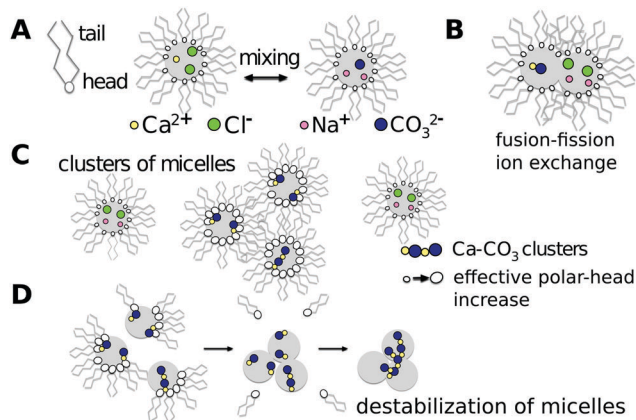 A
tail
head
mixing
B
Ca2+
Cl-
Na+
CO32-
fusion-fission
ion exchange
C
clusters of micelles
Ca-CO3 clusters
effective polar-head
increase
D
destabilization of micelles